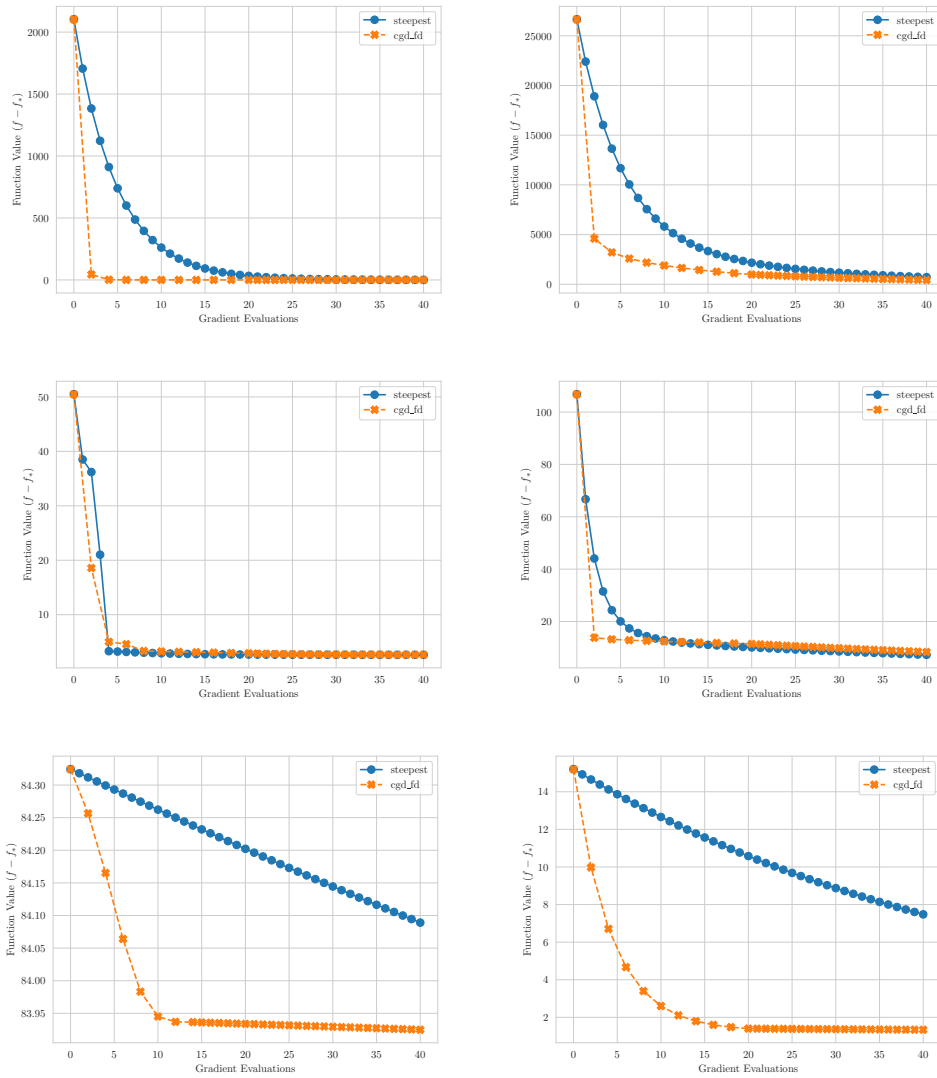 2000
1500
1000
500
0
Function Value (f − f*)
0 5 10 15 20 25 30 35 40
Gradient Evaluations
steepest
cgd_fd
25000
20000
15000
10000
5000
0
Function Value (f − f*)
0 5 10 15 20 25 30 35 40
Gradient Evaluations
steepest
cgd_fd
50
40
30
20
10
Function Value (f − f*)
0 5 10 15 20 25 30 35 40
Gradient Evaluations
steepest
cgd_fd
100
80
60
40
20
Function Value (f − f*)
0 5 10 15 20 25 30 35 40
Gradient Evaluations
steepest
cgd_fd
84.30
84.25
84.20
84.15
84.10
84.05
84.00
83.95
Function Value (f − f*)
0 5 10 15 20 25 30 35 40
Gradient Evaluations
steepest
cgd_fd
14
12
10
8
6
4
2
Function Value (f − f*)
0 5 10 15 20 25 30 35 40
Gradient Evaluations
steepest
cgd_fd